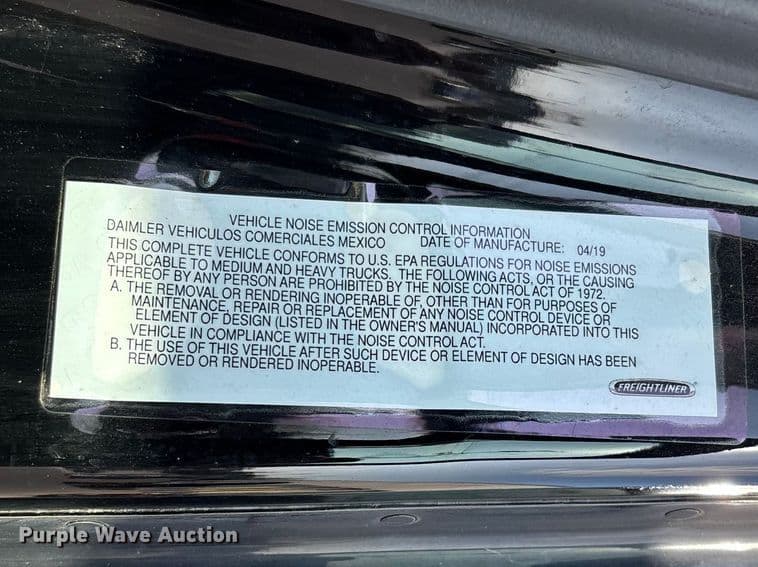 VEHICLE NOISE EMISSION CONTROL INFORMATION
DAIMLER VEHICULOS COMERCIALES MEXICO DATE OF MANUFACTURE: 04/19
THIS COMPLETE VEHICLE CONFORMS TO U.S. EPA REGULATIONS FOR NOISE EMISSIONS
APPLICABLE TO MEDIUM AND HEAVY TRUCKS. THE FOLLOWING ACTS, OR THE CAUSING
THEREOF BY ANY PERSON ARE PROHIBITED BY THE NOISE CONTROL ACT OF 1972.
A. THE REMOVAL OR RENDERING INOPERABLE OF, OTHER THAN FOR PURPOSES OF
MAINTENANCE, REPAIR OR REPLACEMENT OF ANY NOISE CONTROL DEVICE OR
ELEMENT OF DESIGN (LISTED IN THE OWNER'S MANUAL) INCORPORATED INTO THIS
VEHICLE IN COMPLIANCE WITH THE NOISE CONTROL ACT.
B. THE USE OF THIS VEHICLE AFTER SUCH DEVICE OR ELEMENT OF DESIGN HAS BEEN
REMOVED OR RENDERED INOPERABLE.
FREIGHTLINER
Purple Wave Auction